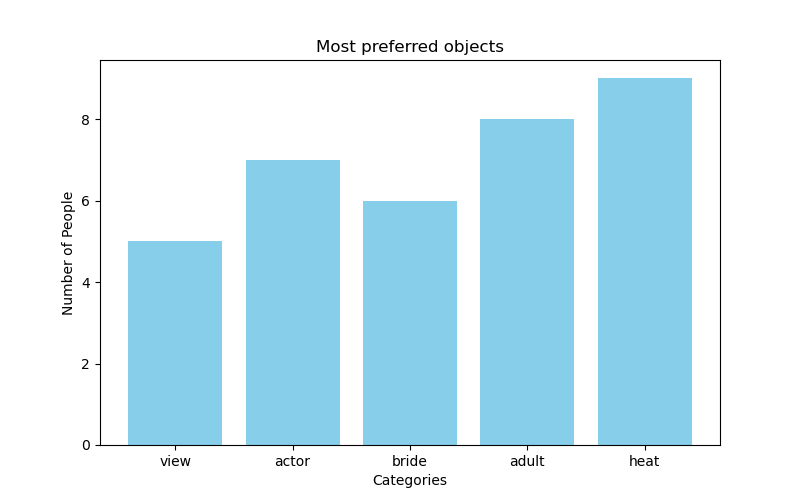 Most preferred objects
Number of People
8
6
4
2
0
view actor bride adult heat
Categories